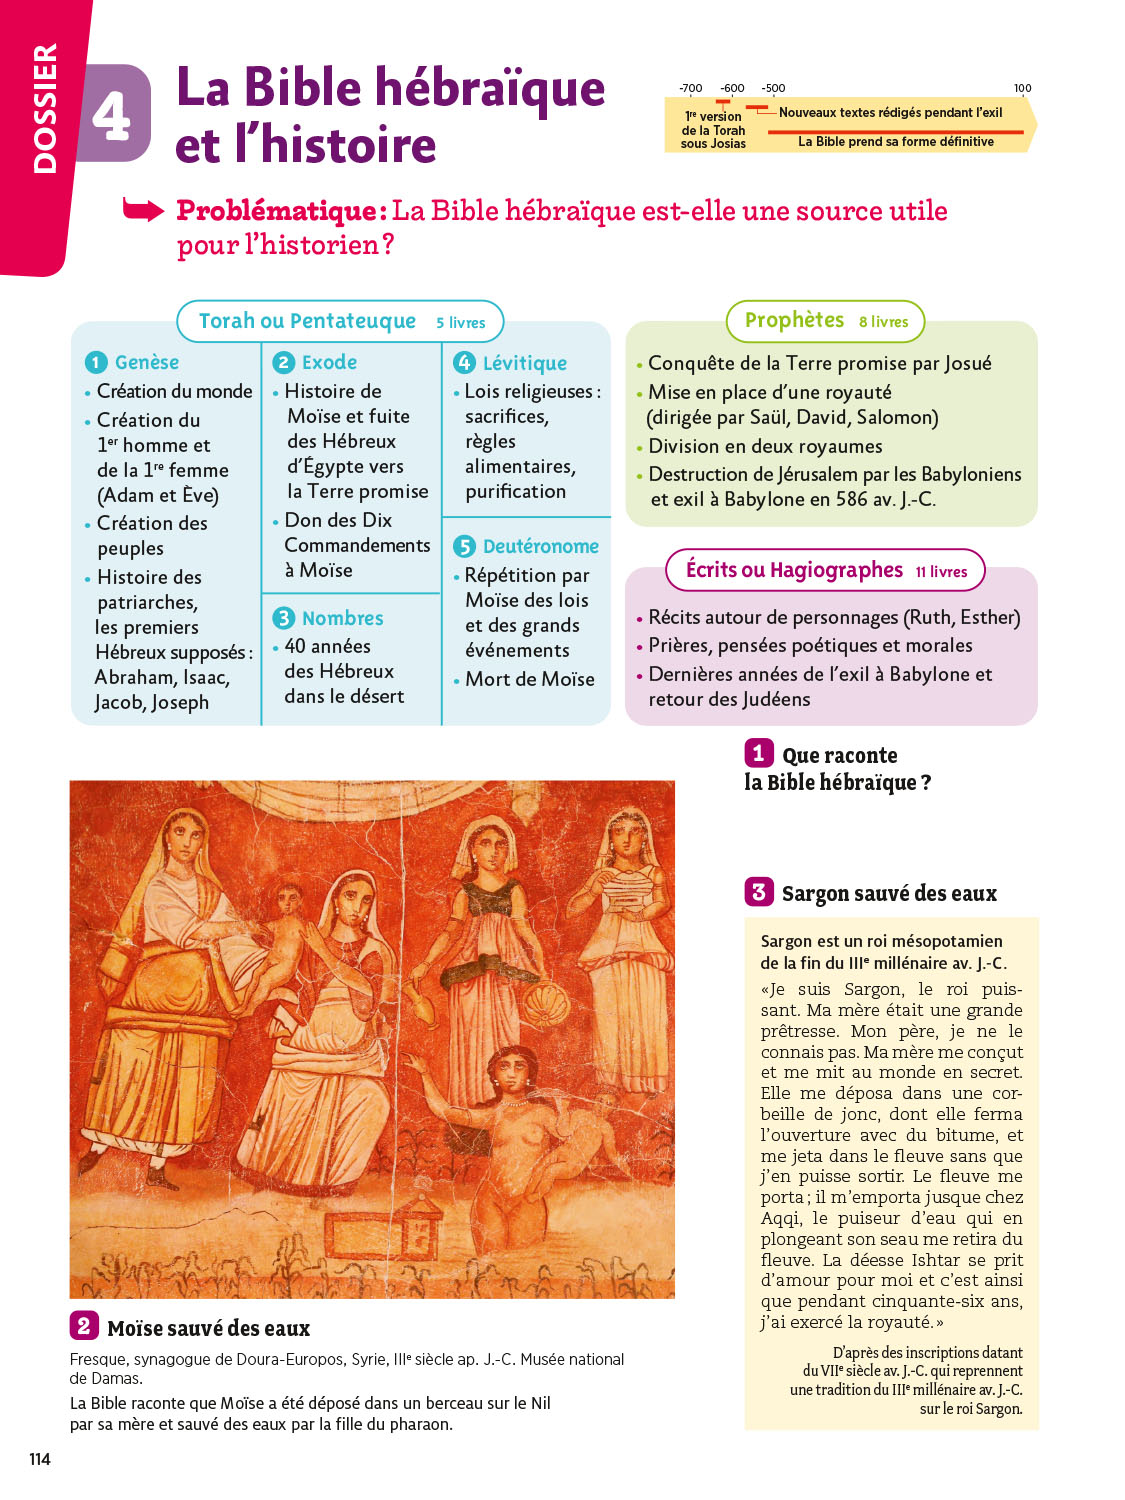 DOSSIER
4
La Bible hébraïque
et l'histoire
-700 -600 -500 100
1re version
de la Torah
sous Josias
Nouveaux textes rédigés pendant l'exil
La Bible prend sa forme définitive
Problématique : La Bible hébraïque est-elle une source utile
pour l'historien ?
Torah ou Pentateuque 5 livres
1 Genèse
• Création du monde
• Création du
1er homme et
de la 1re femme
(Adam et Ève)
• Création des
peuples
• Histoire des
patriarches,
les premiers
Hébreux supposés :
Abraham, Isaac,
Jacob, Joseph
2 Exode
• Histoire de
Moïse et fuite
des Hébreux
d'Égypte vers
la Terre promise
• Don des Dix
Commandements
à Moïse
3 Nombres
• 40 années
des Hébreux
dans le désert
4 Lévitique
• Lois religieuses :
sacrifices,
règles
alimentaires,
purification
5 Deutéronome
• Répétition par
Moïse des lois
et des grands
événements
• Mort de Moïse
Prophètes 8 livres
• Conquête de la Terre promise par Josué
• Mise en place d'une royauté
(dirigée par Saül, David, Salomon)
• Division en deux royaumes
• Destruction de Jérusalem par les Babyloniens
et exil à Babylone en 586 av. J.-C.
Écrits ou Hagiographes 11 livres
• Récits autour de personnages (Ruth, Esther)
• Prières, pensées poétiques et morales
• Dernières années de l'exil à Babylone et
retour des Judéens
1 Que raconte
la Bible hébraïque ?
2 Moïse sauvé des eaux
Fresque, synagogue de Doura-Europos, Syrie, IIIe siècle ap. J.-C. Musée national
de Damas.
La Bible raconte que Moïse a été déposé dans un berceau sur le Nil
par sa mère et sauvé des eaux par la fille du pharaon.
3 Sargon sauvé des eaux
Sargon est un roi mésopotamien
de la fin du IIIe millénaire av. J.-C.
«Je suis Sargon, le roi puis-
sant. Ma mère était une grande
prêtresse. Mon père, je ne le
connais pas. Ma mère me conçut
et me mit au monde en secret.
Elle me déposa dans une cor-
beille de jonc, dont elle ferma
l'ouverture avec du bitume, et
me jeta dans le fleuve sans que
j'en puisse sortir. Le fleuve me
porta ; il m'emporta jusque chez
Aqqi, le puiseur d'eau qui en
plongeant son seau me retira du
fleuve. La déesse Ishtar se prit
d'amour pour moi et c'est ainsi
que pendant cinquante-six ans,
j'ai exercé la royauté.»
D'après des inscriptions datant
du VIIe siècle av. J.-C. qui reprennent
une tradition du IIIe millénaire av. J.-C.
sur le roi Sargon.
114